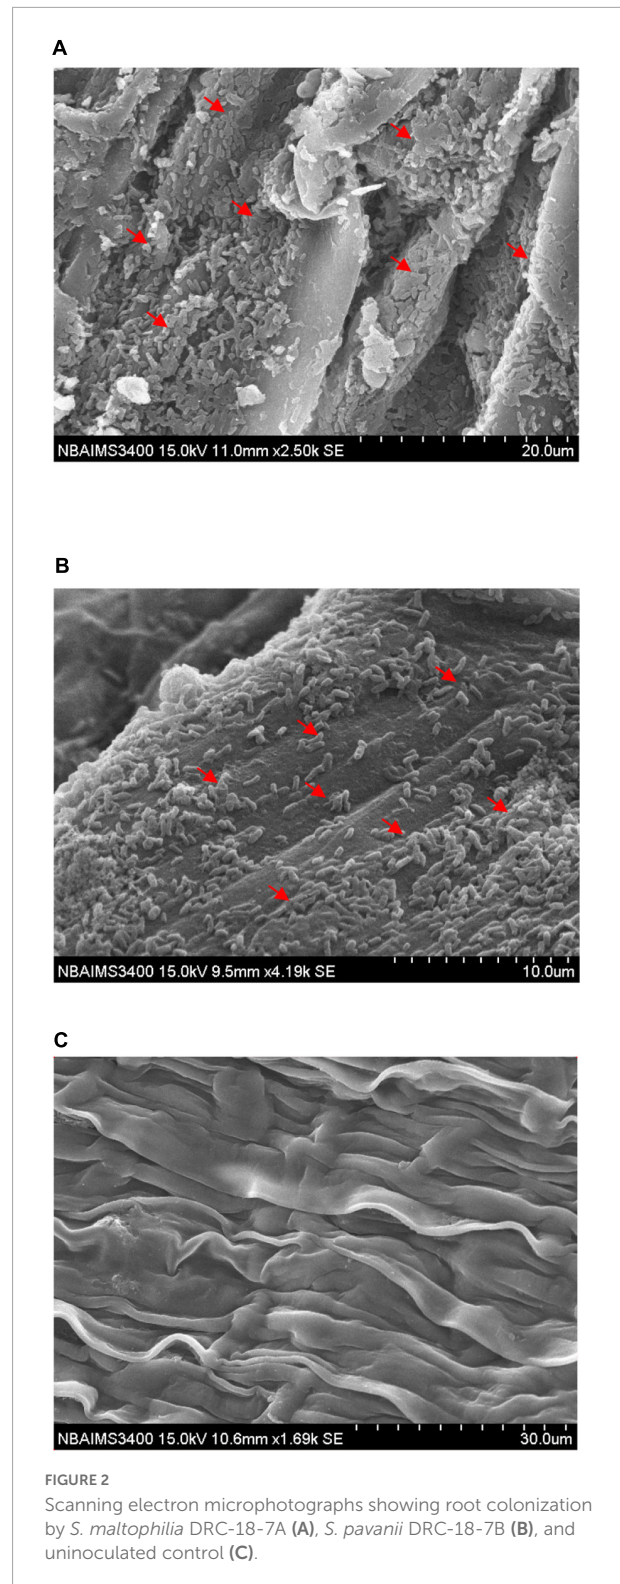 A
NBAIMS3400 15.0kV 11.0mm x2.50k SE 20.0um
B
NBAIMS3400 15.0kV 9.5mm x4.19k SE 10.0um
C
NBAIMS3400 15.0kV 10.6mm x1.69k SE 30.0um
FIGURE 2
Scanning electron microphotographs showing root colonization
by S. maltophilia DRC-18-7A (A), S. pavanii DRC-18-7B (B), and
uninoculated control (C).